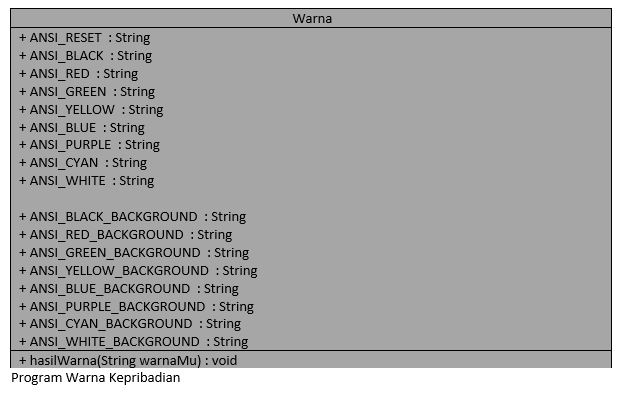 Warna
+ ANSI_RESET : String
+ ANSI_BLACK : String
+ ANSI_RED : String
+ ANSI_GREEN : String
+ ANSI_YELLOW : String
+ ANSI_BLUE : String
+ ANSI_PURPLE : String
+ ANSI_CYAN : String
+ ANSI_WHITE : String
+ ANSI_BLACK_BACKGROUND : String
+ ANSI_RED_BACKGROUND : String
+ ANSI_GREEN_BACKGROUND : String
+ ANSI_YELLOW_BACKGROUND : String
+ ANSI_BLUE_BACKGROUND : String
+ ANSI_PURPLE_BACKGROUND : String
+ ANSI_CYAN_BACKGROUND : String
+ ANSI_WHITE_BACKGROUND : String
+ hasilWarna(String warnaMu) : void
Program Warna Kepribadian